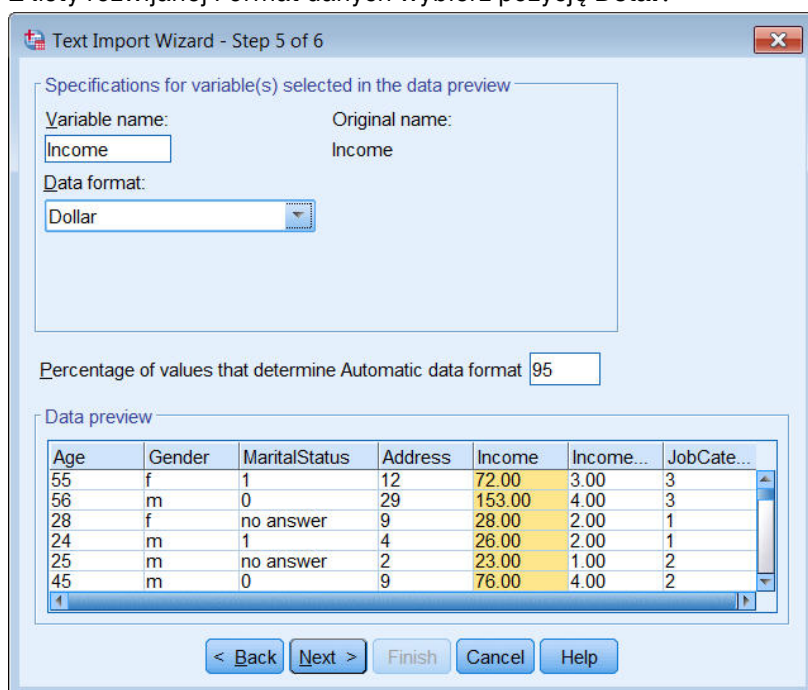 Text Import Wizard - Step 5 of 6
Specifications for variable(s) selected in the data preview
Variable name: Original name:
Income Income
Data format:
Dollar
Percentage of values that determine Automatic data format 95
Data preview
Age Gender MaritalStatus Address Income Income... JobCate...
55 f 1 12 72.00 3.00 3
56 m 0 29 153.00 4.00 3
28 f no answer 9 28.00 2.00 1
24 m 1 4 26.00 2.00 1
25 m no answer 2 23.00 1.00 2
45 m 0 9 76.00 4.00 2
< Back Next > Finish Cancel Help